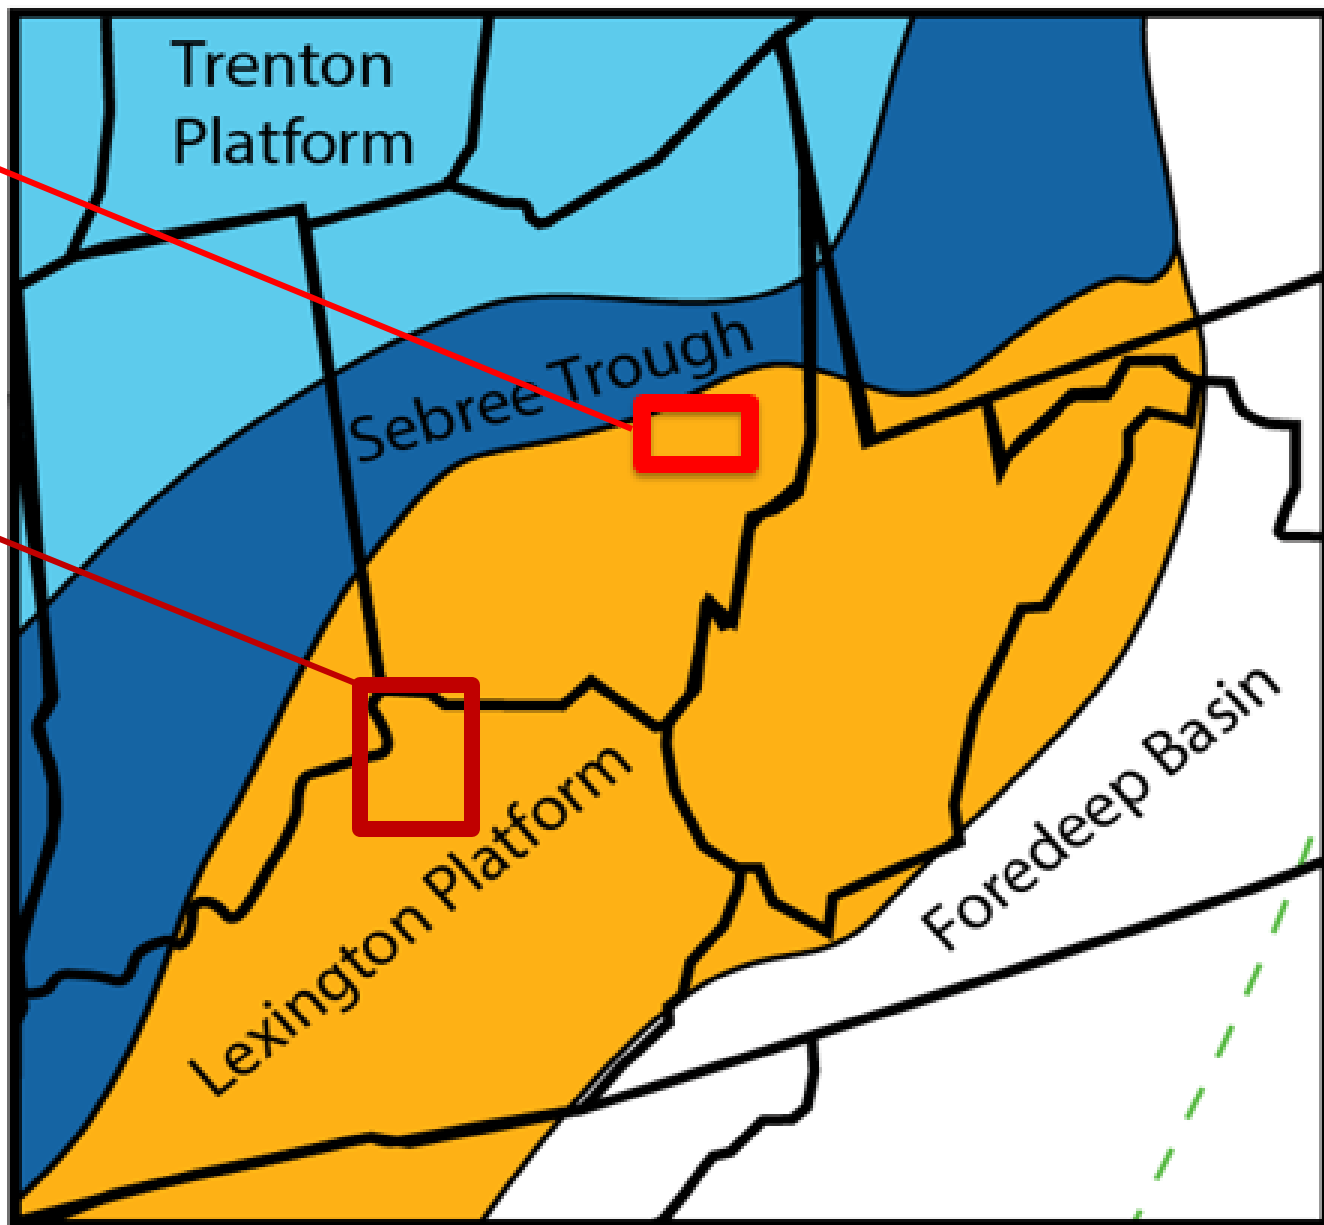 Trenton
Platform
Sebree Trough
Lexington Platform
Foredeep Basin